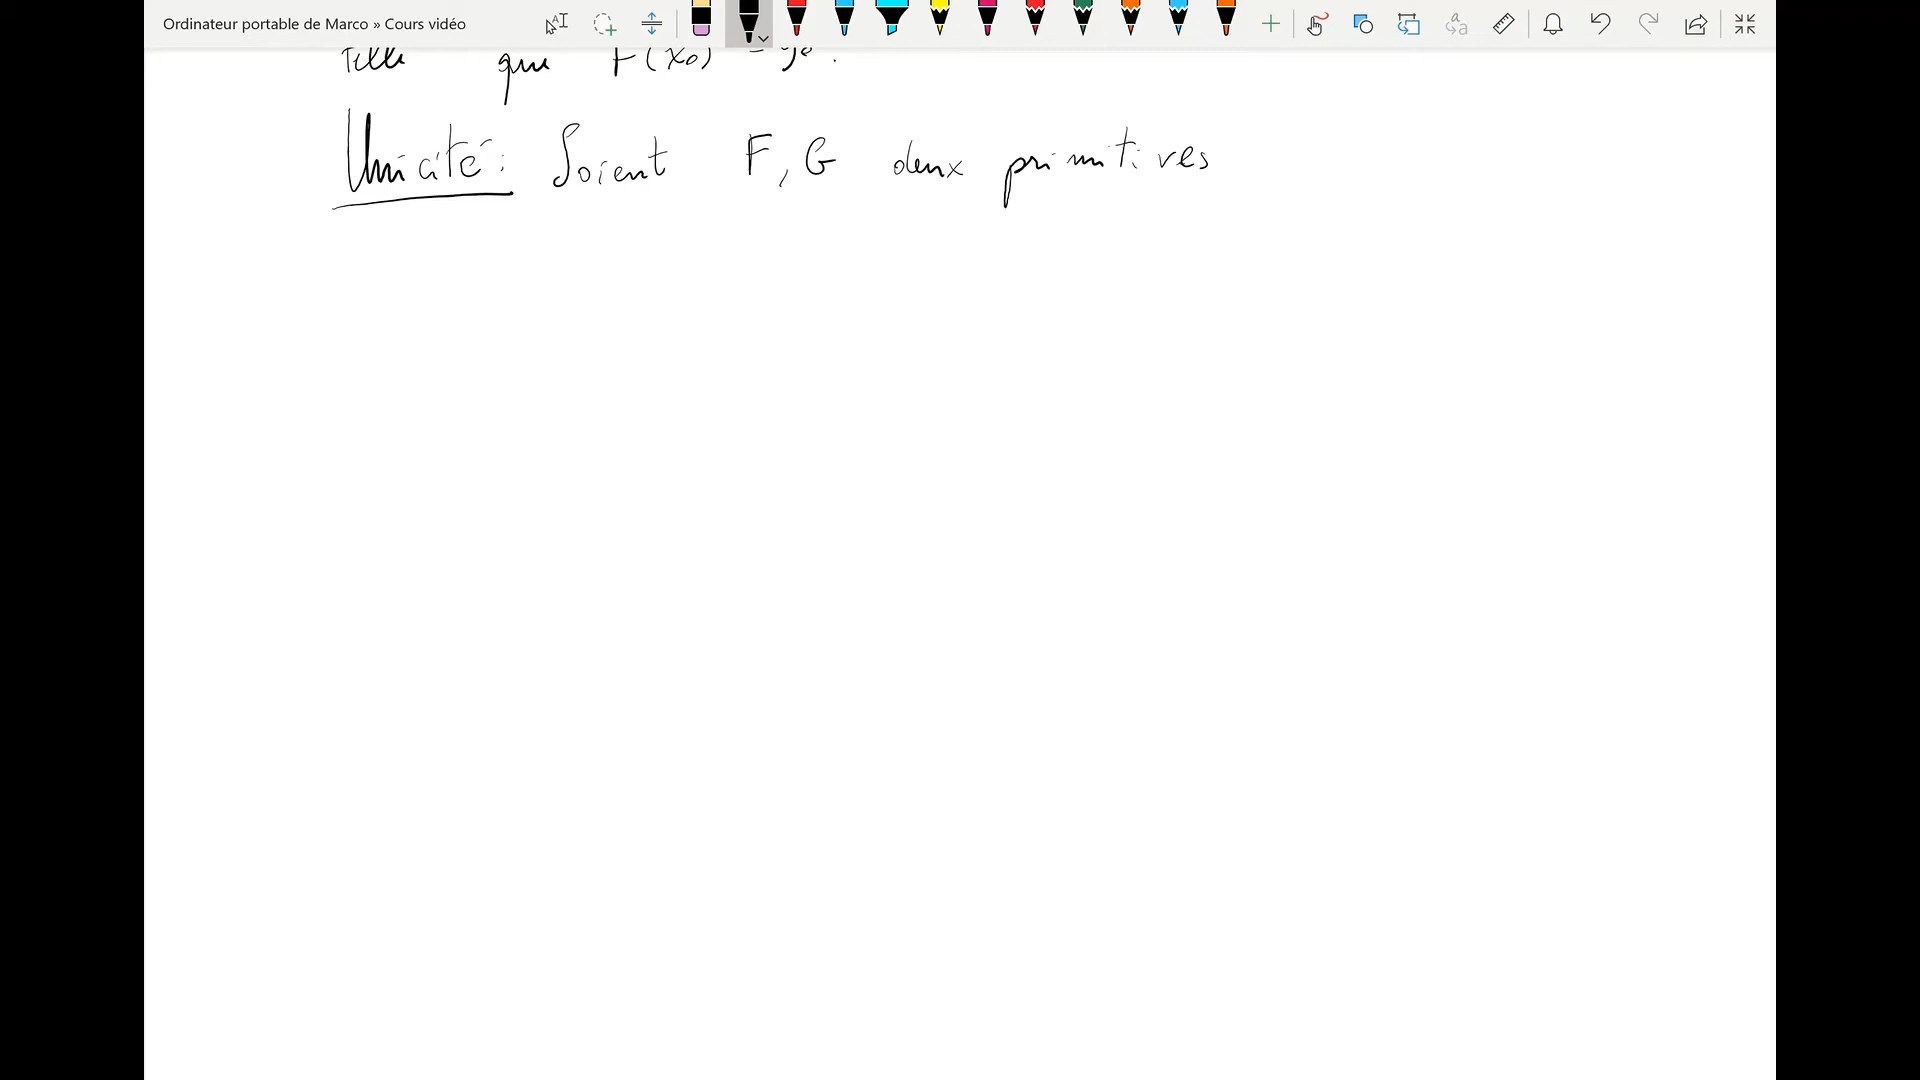 Ordinateur portable de Marco » Cours vidéo
telle que F(x₀) = y₀.
Unicité: Soient F, G deux primitives